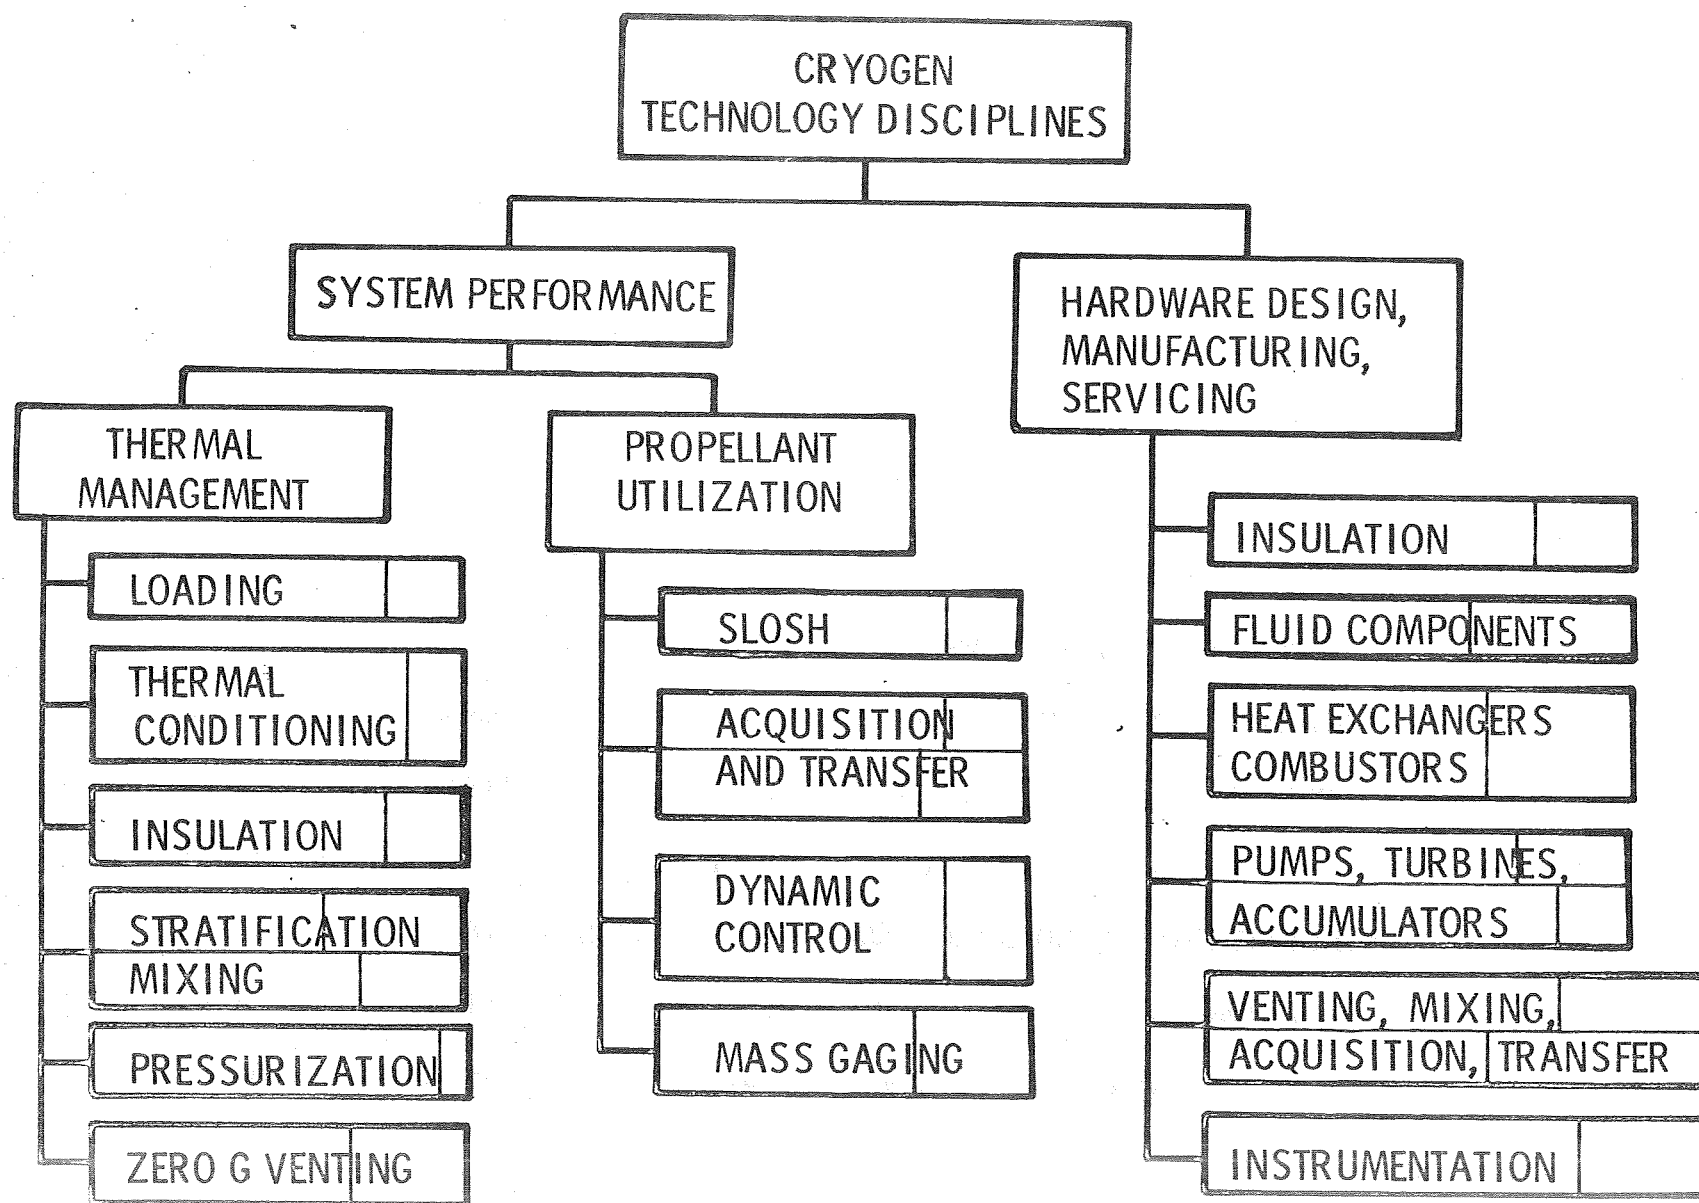 CRYOGEN
TECHNOLOGY DISCIPLINES
SYSTEM PERFORMANCE
HARDWARE DESIGN,
MANUFACTURING,
SERVICING
THERMAL
MANAGEMENT
LOADING
THERMAL
CONDITIONING
INSULATION
STRATIFICATION
MIXING
PRESSURIZATION
ZERO G VENTING
PROPELLANT
UTILIZATION
SLOSH
ACQUISITION
AND TRANSFER
DYNAMIC
CONTROL
MASS GAGING
INSULATION
FLUID COMPONENTS
HEAT EXCHANGERS
COMBUSTORS
PUMPS, TURBINES,
ACCUMULATORS
VENTING, MIXING,
ACQUISITION, TRANSFER
INSTRUMENTATION